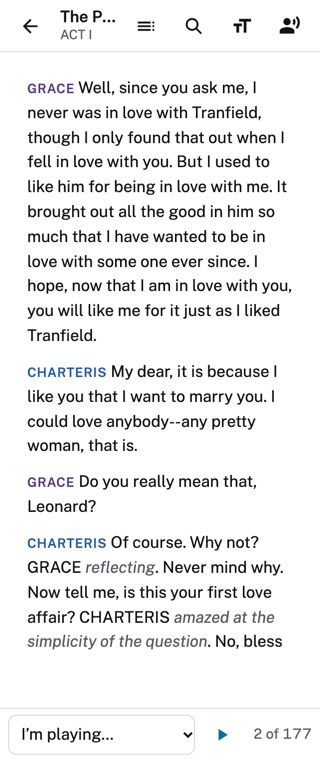 The P...
ACT I
GRACE Well, since you ask me, I
never was in love with Tranfield,
though I only found that out when I
fell in love with you. But I used to
like him for being in love with me. It
brought out all the good in him so
much that I have wanted to be in
love with some one ever since. I
hope, now that I am in love with you,
you will like me for it just as I liked
Tranfield.
CHARTERIS My dear, it is because I
like you that I want to marry you. I
could love anybody--any pretty
woman, that is.
GRACE Do you really mean that,
Leonard?
CHARTERIS Of course. Why not?
GRACE reflecting. Never mind why.
Now tell me, is this your first love
affair? CHARTERIS amazed at the
simplicity of the question. No, bless
I'm playing...
2 of 177